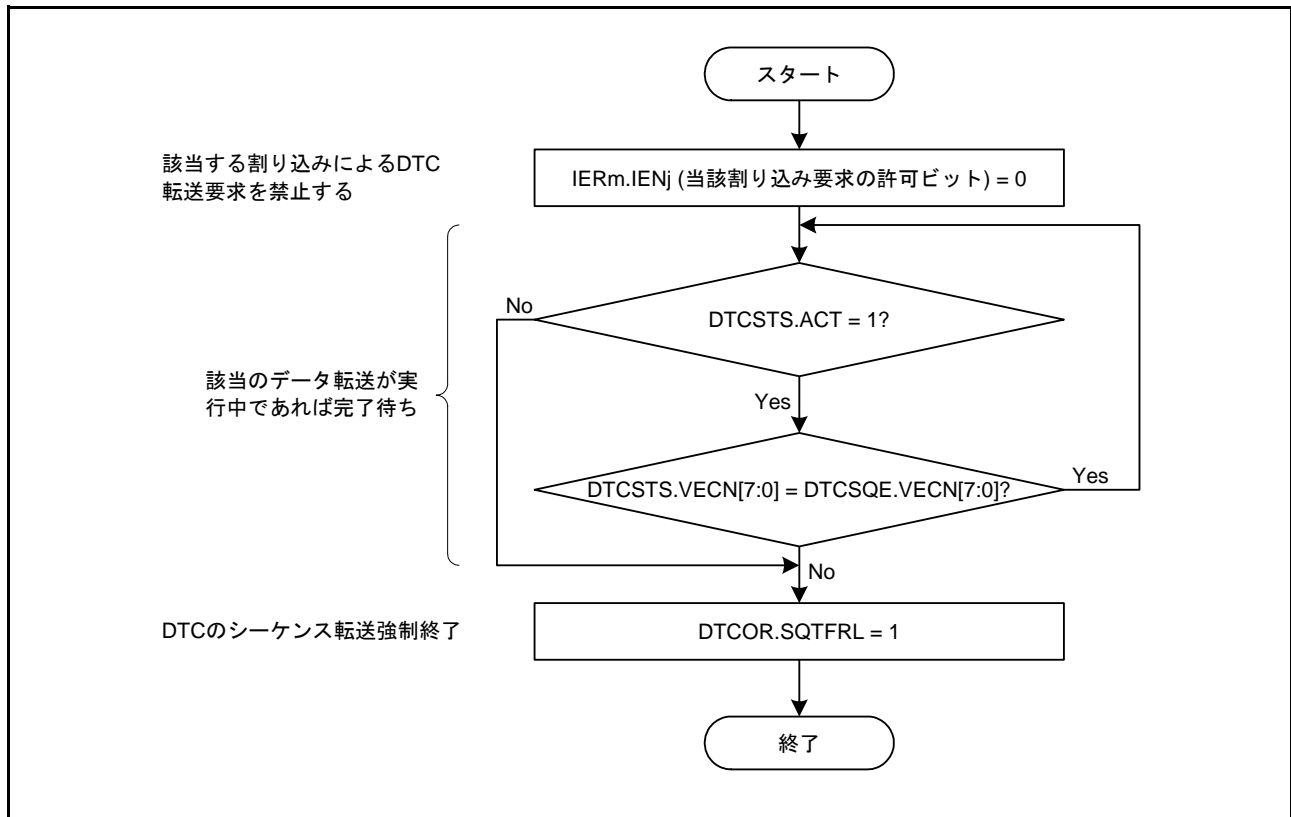 スタート
該当する割り込みによるDTC
転送要求を禁止する
IERm.IENj (当該割り込み要求の許可ビット) = 0
DTCSTS.ACT = 1?
No
Yes
該当のデータ転送が実
行中であれば完了待ち
DTCSTS.VECN[7:0] = DTCSQE.VECN[7:0]?
Yes
No
DTCのシーケンス転送強制終了
DTCOR.SQTFRL = 1
終了